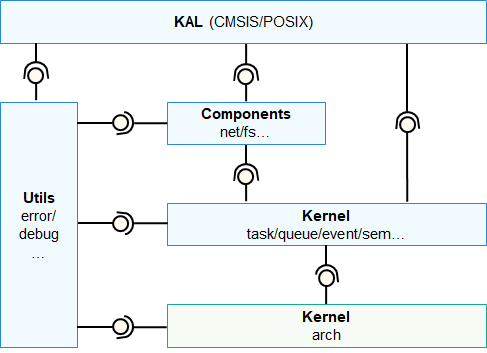 KAL (CMSIS/POSIX)
Components
net/fs...
Utils
error/
debug
...
Kernel
task/queue/event/sem...
Kernel
arch